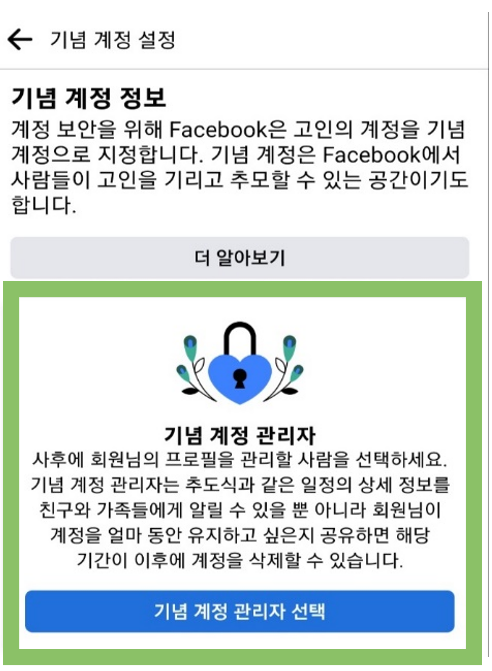 기념 계정 설정
기념 계정 정보
계정 보안을 위해 Facebook은 고인의 계정을 기념
계정으로 지정합니다. 기념 계정은 Facebook에서
사람들이 고인을 기리고 추모할 수 있는 공간이기도
합니다.
더 알아보기
기념 계정 관리자
사후에 회원님의 프로필을 관리할 사람을 선택하세요.
기념 계정 관리자는 추도식과 같은 일정의 상세 정보를
친구와 가족들에게 알릴 수 있을 뿐 아니라 회원님이
계정을 얼마 동안 유지하고 싶은지 공유하면 해당
기간이 이후에 계정을 삭제할 수 있습니다.
기념 계정 관리자 선택